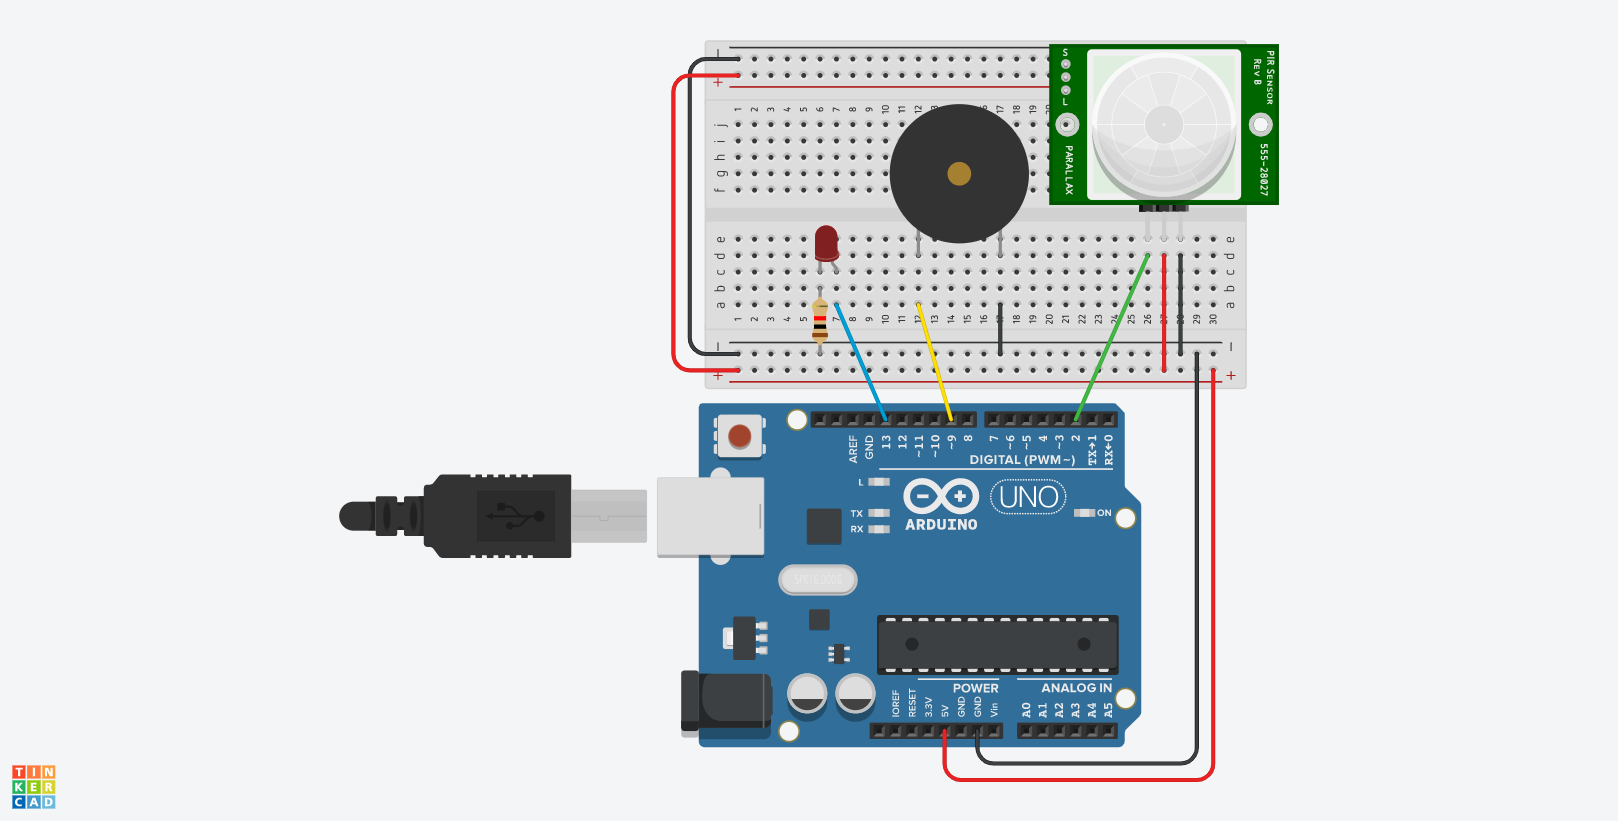 1 2 3 4 5 6 7 8 9 10 11 12 13 17 18 19 20
j
i
h
g
f
S
L
PARALLAX
PIR SENSOR
REV B
555-28027
e e
d d
c c
b b
a a
1 2 3 4 5 7 8 9 10 11 12 13 14 15 16 18 19 20 21 22 23 24 25 26 27 28 29 30
AREF GND 13 12 ~11 ~10 ~9 8 7 ~6 ~5 4 ~3 2 TX→1 RX←0
DIGITAL (PWM ~)
L
TX
RX
ARDUINO
UNO
ON
POWER
ANALOG IN
IOREF RESET 3.3V 5V GND GND Vin A0 A1 A2 A3 A4 A5
TIN
KER
CAD